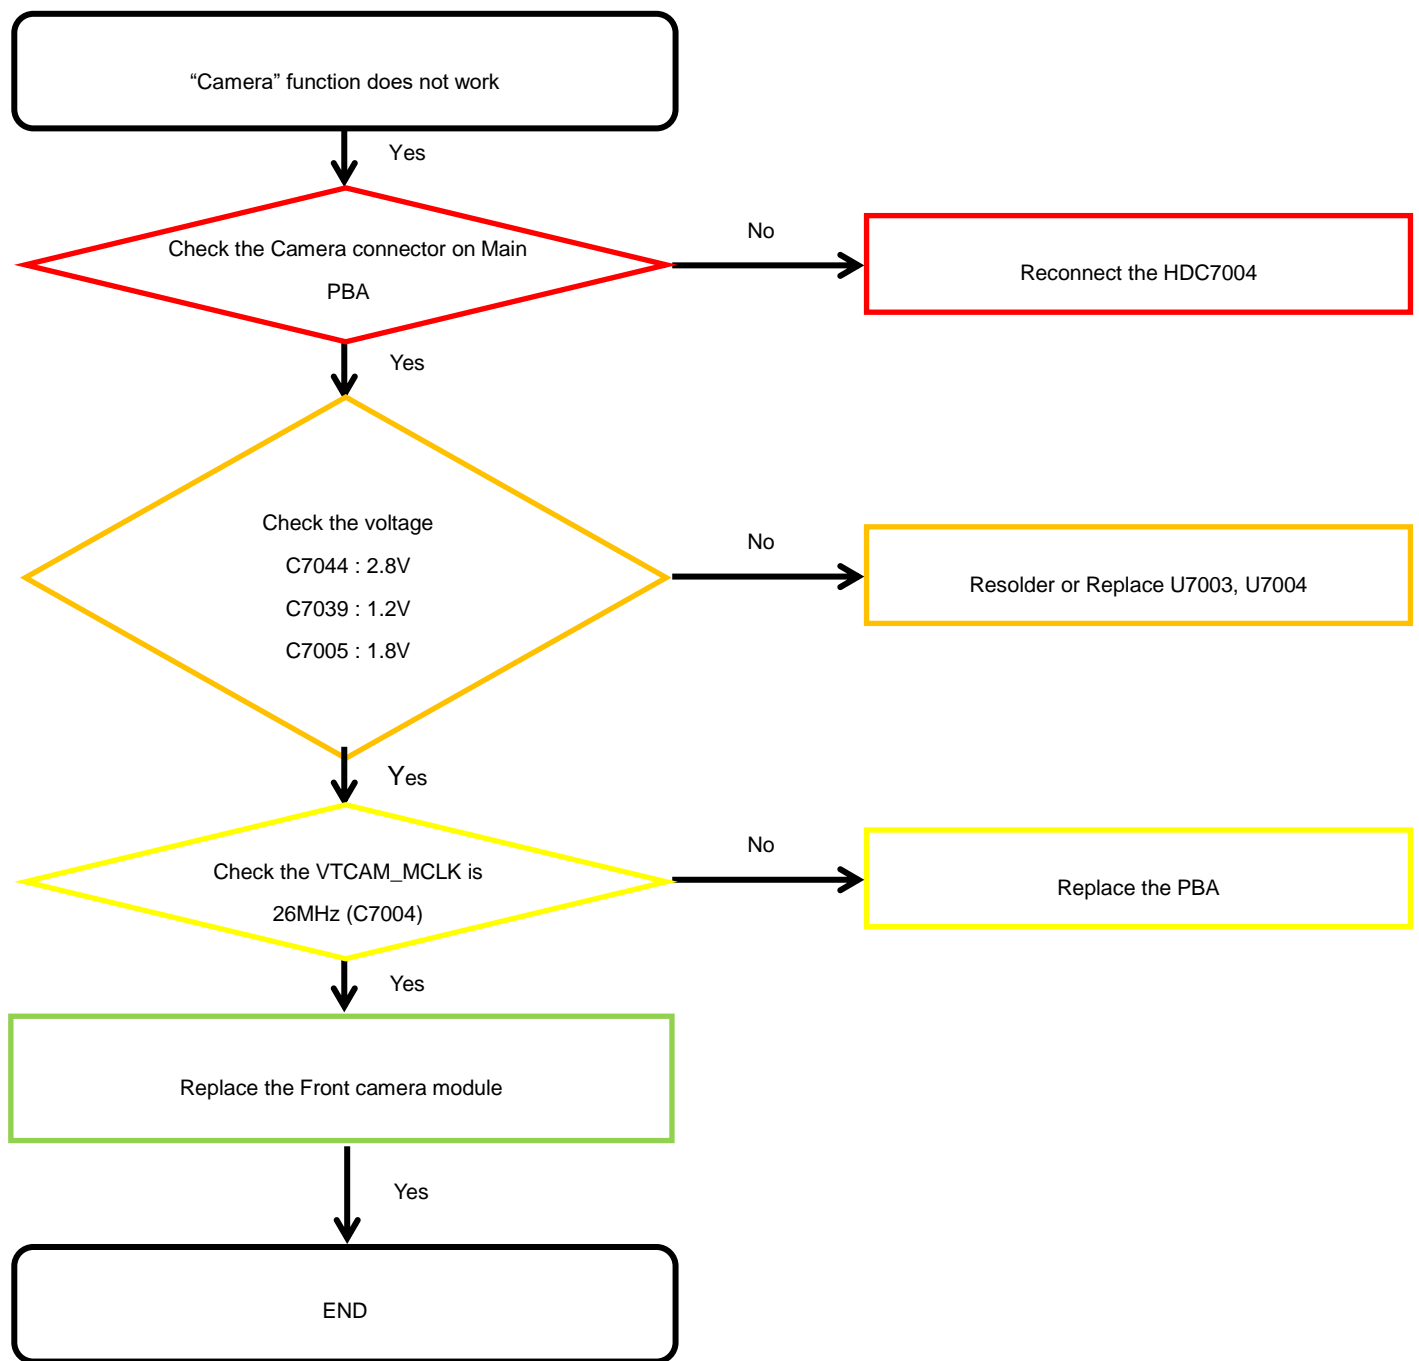 “Camera” function does not work
Yes
Check the Camera connector on Main
PBA
No
Reconnect the HDC7004
Yes
Check the voltage
C7044 : 2.8V
C7039 : 1.2V
C7005 : 1.8V
No
Resolder or Replace U7003, U7004
Yes
Check the VTCAM_MCLK is
26MHz (C7004)
No
Replace the PBA
Yes
Replace the Front camera module
Yes
END